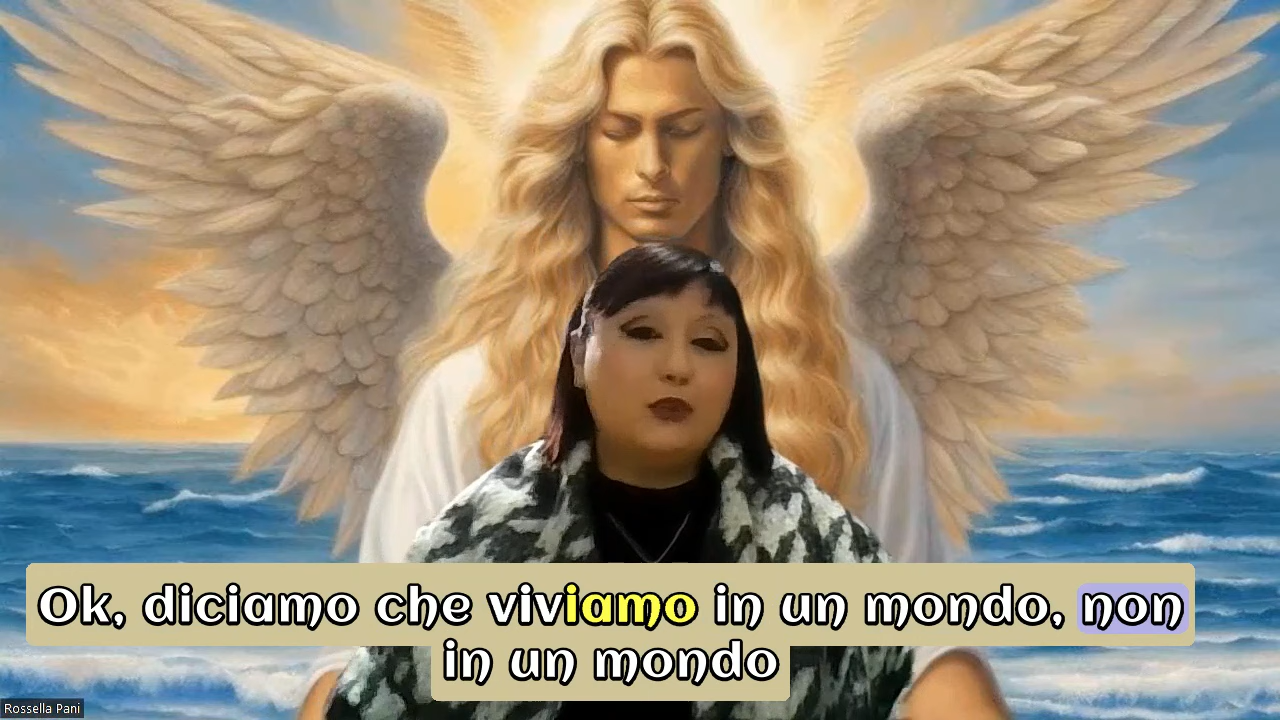 Ok, diciamo che viviamo in un mondo, non
in un mondo
Rossella Pani